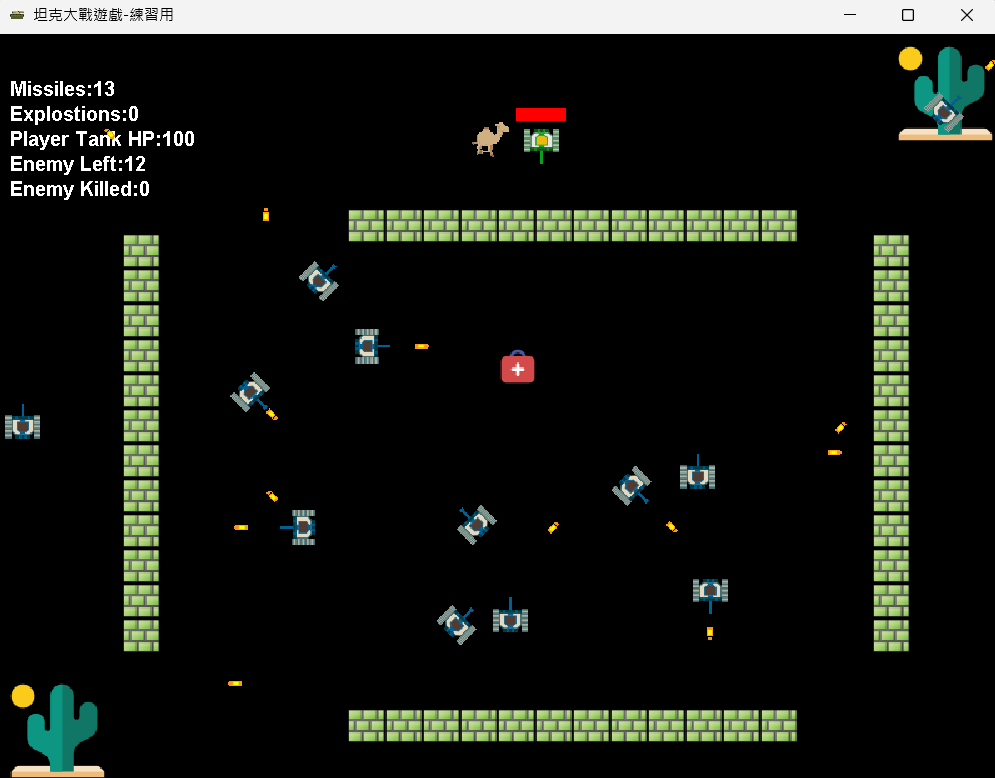 坦克大戰遊戲-練習用
Missiles:13
Explostions:0
Player Tank HP:100
Enemy Left:12
Enemy Killed:0